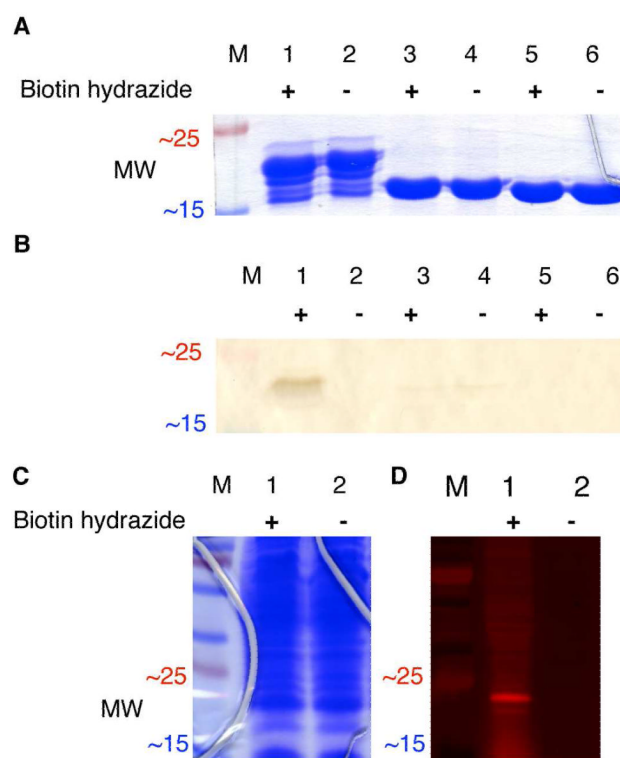 A
M 1 2 3 4 5 6
Biotin hydrazide + - + - + -
~25
MW
~15
B
M 1 2 3 4 5 6
+ - + - + -
~25
~15
C D
M 1 2 M 1 2
Biotin hydrazide + - + -
~25 ~25
MW
~15 ~15